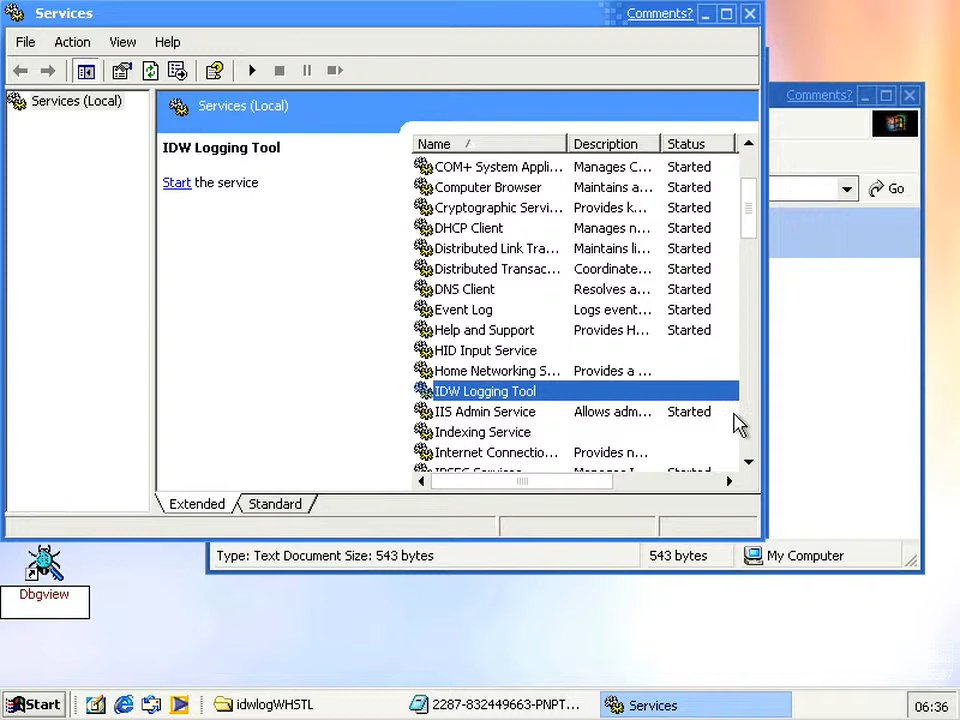 Services
Comments?
File Action View Help
Services (Local)
Services (Local)
IDW Logging Tool
Start the service
Name Description Status
COM+ System Appli... Manages C... Started
Computer Browser Maintains a... Started
Cryptographic Servi... Provides k... Started
DHCP Client Manages n... Started
Distributed Link Tra... Maintains li... Started
Distributed Transac... Coordinate... Started
DNS Client Resolves a... Started
Event Log Logs event... Started
Help and Support Provides H... Started
HID Input Service
Home Networking S... Provides a ...
IDW Logging Tool
IIS Admin Service Allows adm... Started
Indexing Service
Internet Connectio... Provides n...
IPSEC Services Manages I... Started
Extended Standard
Comments?
Go
Type: Text Document Size: 543 bytes 543 bytes My Computer
Dbgview
Start idwlogWHSTL 2287-832449663-PNPT... Services 06:36